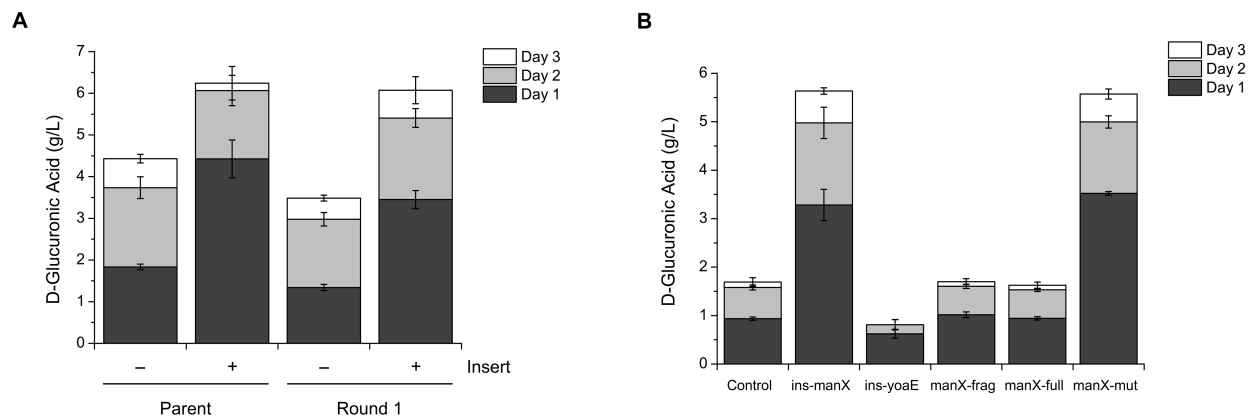 A
D-Glucuronic Acid (g/L)
7
6
5
4
3
2
1
0
Day 3
Day 2
Day 1
– + – + Insert
Parent Round 1
B
D-Glucuronic Acid (g/L)
6
5
4
3
2
1
0
Day 3
Day 2
Day 1
Control ins-manX ins-yoaE manX-frag manX-full manX-mut